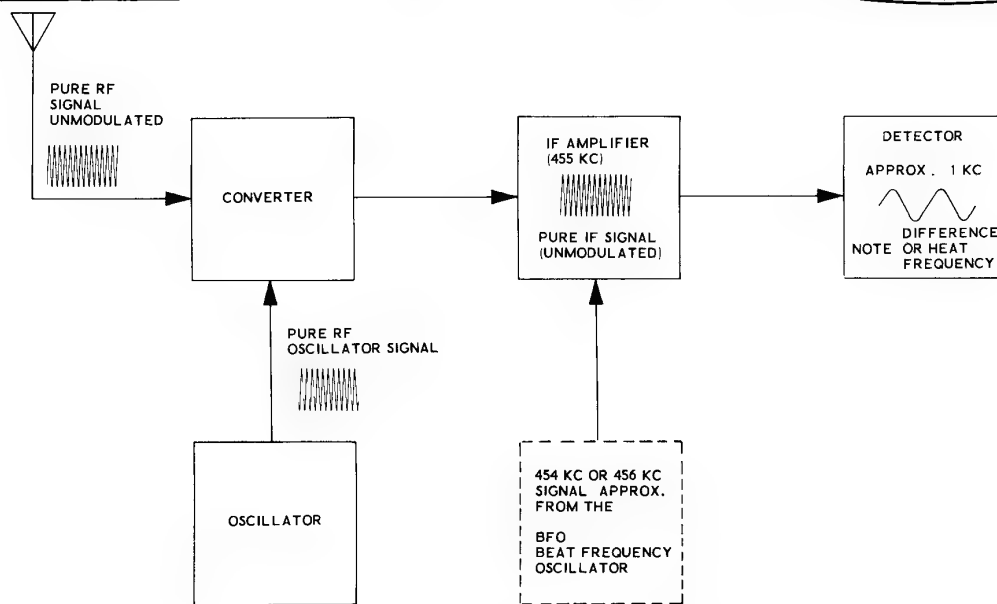 PURE RF
SIGNAL
UNMODULATED
CONVERTER
IF AMPLIFIER
(455 KC)
PURE IF SIGNAL
(UNMODULATED)
DETECTOR
APPROX. 1 KC
DIFFERENCE
NOTE OR HEAT
FREQUENCY
PURE RF
OSCILLATOR SIGNAL
OSCILLATOR
454 KC OR 456 KC
SIGNAL APPROX.
FROM THE
BFO
BEAT FREQUENCY
OSCILLATOR